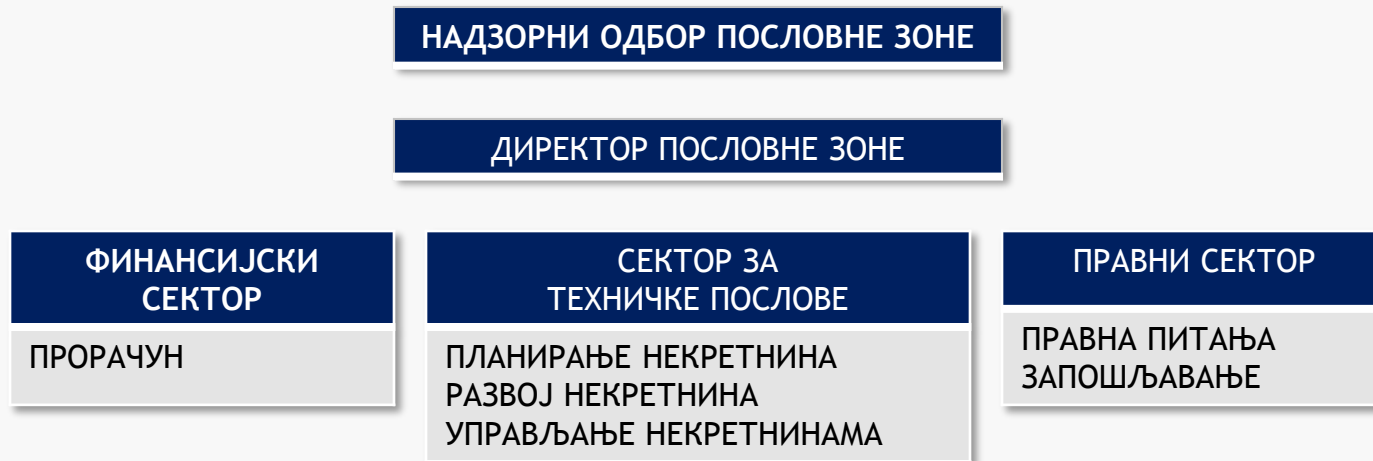 НАДЗОРНИ ОДБОР ПОСЛОВНЕ ЗОНЕ
ДИРЕКТОР ПОСЛОВНЕ ЗОНЕ
ФИНАНСИЈСКИ
СЕКТОР
ПРОРАЧУН
СЕКТОР ЗА
ТЕХНИЧКЕ ПОСЛОВЕ
ПЛАНИРАЊЕ НЕКРЕТНИНА
РАЗВОЈ НЕКРЕТНИНА
УПРАВЉАЊЕ НЕКРЕТНИНАМА
ПРАВНИ СЕКТОР
ПРАВНА ПИТАЊА
ЗАПОШЉАВАЊЕ